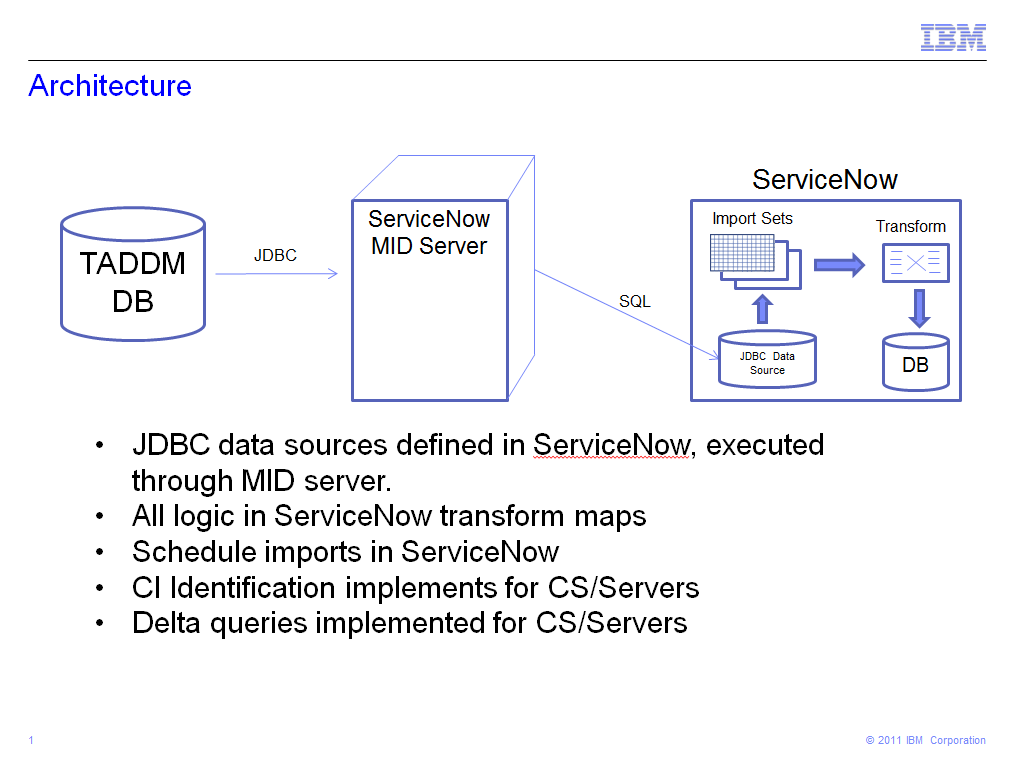 IBM
Architecture
ServiceNow
TADDM
DB
JDBC
ServiceNow
MID Server
SQL
Import Sets
Transform
JDBC Data
Source
DB
• JDBC data sources defined in ServiceNow, executed
through MID server.
• All logic in ServiceNow transform maps
• Schedule imports in ServiceNow
• CI Identification implements for CS/Servers
• Delta queries implemented for CS/Servers
1
© 2011 IBM Corporation